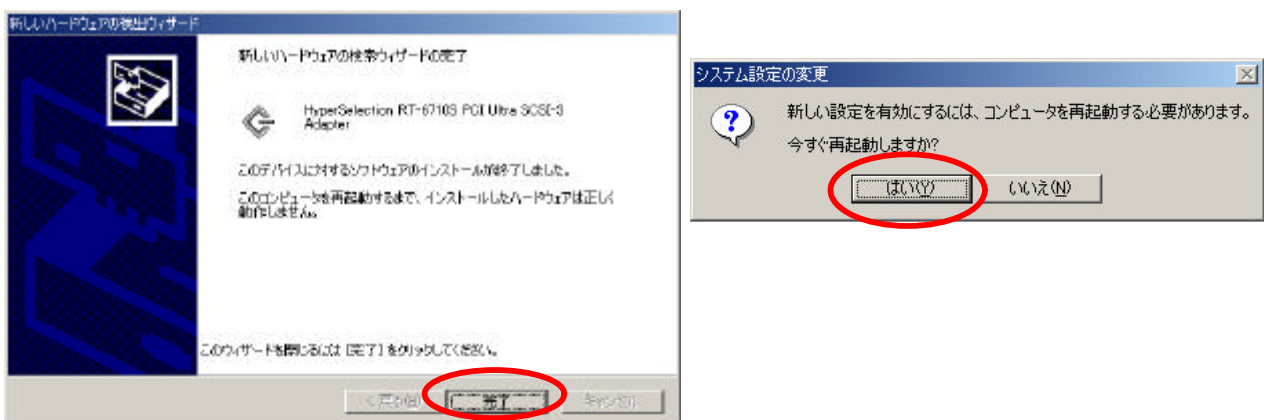 新しいハードウェアの検出ウィザード
新しいハードウェアの検索ウィザードの完了
HyperSelection RT-6710S PCI Ultra SCSI-3
Adapter
このデバイスに対するソフトウェアのインストールが終了しました。
このコンピュータを再起動するまで、インストールしたハードウェアは正しく
動作しません。
このウィザードを閉じるには [完了] をクリックしてください。
< 戻る(B)
完了
キャンセル
システム設定の変更
新しい設定を有効にするには、コンピュータを再起動する必要があります。
今すぐ再起動しますか?
はい(Y)
いいえ(N)